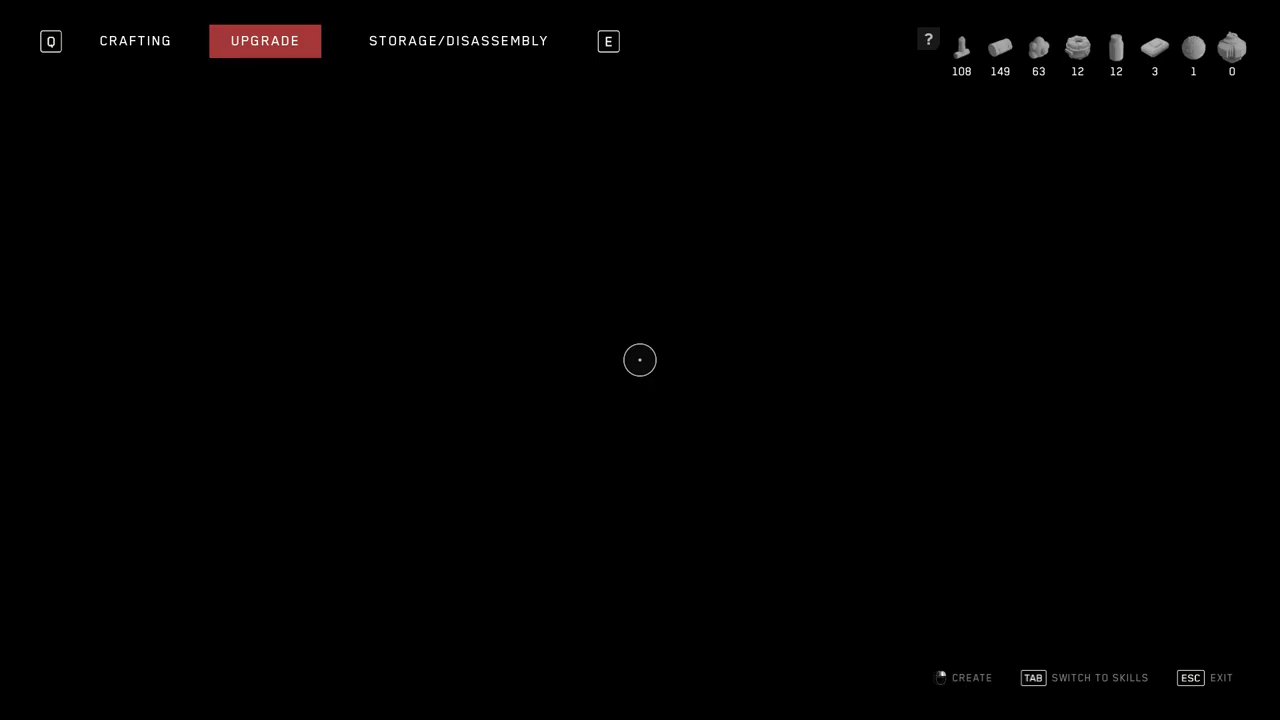 Q CRAFTING UPGRADE STORAGE/DISASSEMBLY E ?
108 149 63 12 12 3 1 0
CREATE TAB SWITCH TO SKILLS ESC EXIT